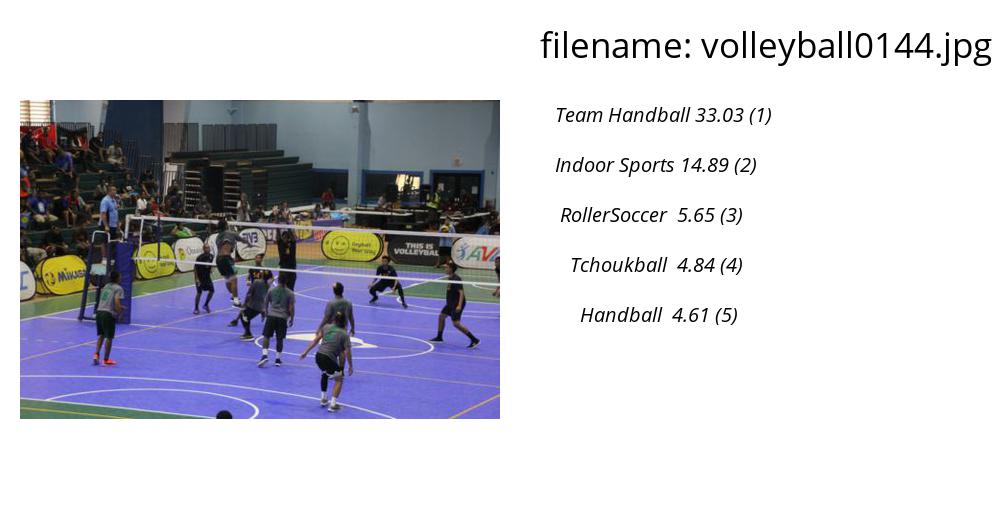 filename: volleyball0144.jpg
Team Handball 33.03 (1)
Indoor Sports 14.89 (2)
RollerSoccer 5.65 (3)
Tchoukball 4.84 (4)
Handball 4.61 (5)
MIKASA
THIS IS
VOLLEYBAL